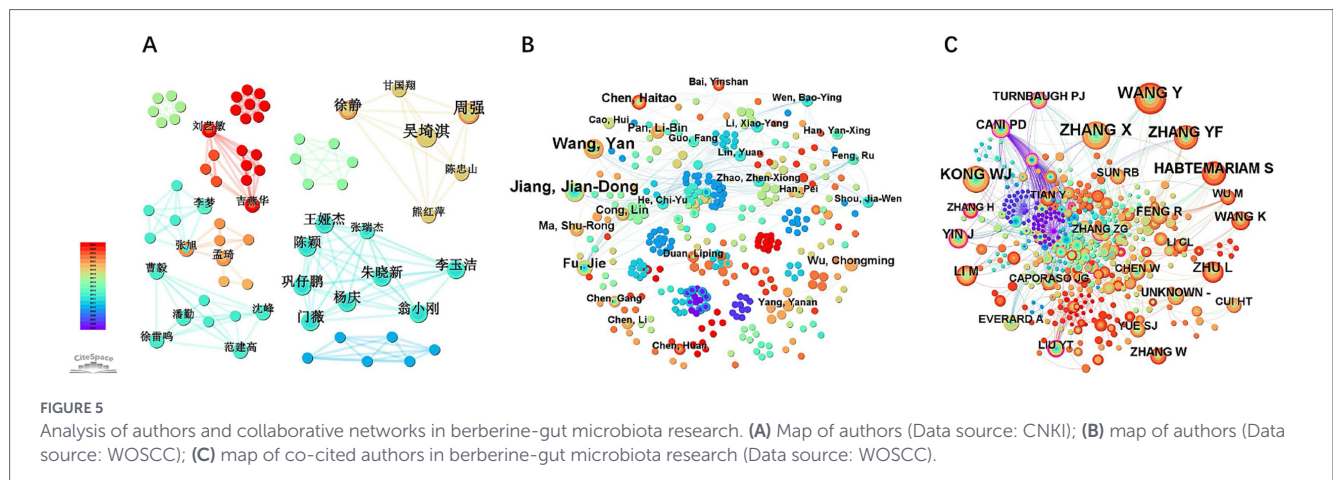 A
甘国翔
徐静
周强
吴埼淇
刘艺敏
陈忠山
熊红萍
吉燕华
李梦
王娅杰
张瑞杰
陈颖
张旭
孟琦
朱晓新
李玉洁
曹毅
巩仔鹏
杨庆
翁小刚
潘勤
沈峰
门薇
徐雷鸣
范建高
CiteSpace
B
Bai, Yinshan
Chen, Haitao
Wen, Bao-Ying
Cao, Hui
Pan, Li-Bin
Li, Xiao-Yang
Han, Yan-Xing
Guo, Fang
Wang, Yan
Lin, Yuan
Feng, Ru
Zhao, Zhen-Xiong
Jiang, Jian-Dong
Han, Pei
He, Chi-Yu
Shou, Jia-Wen
Cong, Lin
Ma, Shu-Rong
Duan, Liping
Fu, Jie
Wu, Chongming
Chen, Gang
Yang, Yanan
Chen, Li
Chen, Huan
C
TURNBAUGH PJ
WANG Y
CANI PD
ZHANG X
ZHANG YF
KONG WJ
SUN RB
HABTEMARIAM S
TIAN Y
WU M
ZHANG H
FENG R
WANG K
YIN J
ZHANG ZG
LI CL
LI M
CHEN W
ZHU L
CAPORASO JG
UNKNOWN -
CUI HT
EVERARD A
YUE SJ
LIU YT
ZHANG W
FIGURE 5
Analysis of authors and collaborative networks in berberine-gut microbiota research. (A) Map of authors (Data source: CNKI); (B) map of authors (Data
source: WOSCC); (C) map of co-cited authors in berberine-gut microbiota research (Data source: WOSCC).